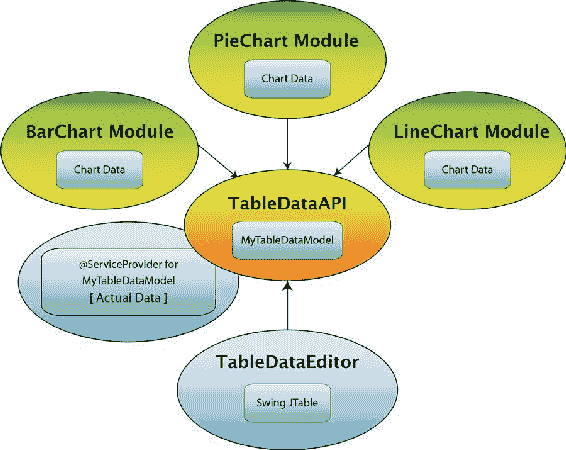 PieChart Module
Chart Data
BarChart Module
Chart Data
LineChart Module
Chart Data
TableDataAPI
MyTableDataModel
@ServiceProvider for
MyTableDataModel
[ Actual Data ]
TableDataEditor
Swing JTable